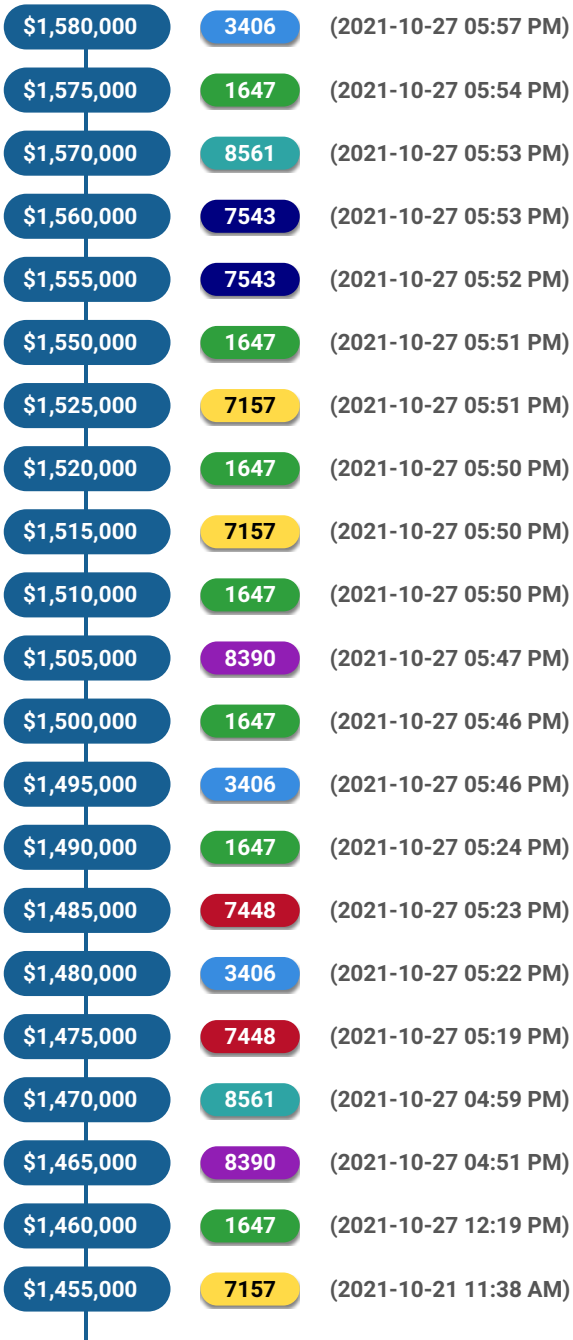 $1,580,000 3406 (2021-10-27 05:57 PM)
$1,575,000 1647 (2021-10-27 05:54 PM)
$1,570,000 8561 (2021-10-27 05:53 PM)
$1,560,000 7543 (2021-10-27 05:53 PM)
$1,555,000 7543 (2021-10-27 05:52 PM)
$1,550,000 1647 (2021-10-27 05:51 PM)
$1,525,000 7157 (2021-10-27 05:51 PM)
$1,520,000 1647 (2021-10-27 05:50 PM)
$1,515,000 7157 (2021-10-27 05:50 PM)
$1,510,000 1647 (2021-10-27 05:50 PM)
$1,505,000 8390 (2021-10-27 05:47 PM)
$1,500,000 1647 (2021-10-27 05:46 PM)
$1,495,000 3406 (2021-10-27 05:46 PM)
$1,490,000 1647 (2021-10-27 05:24 PM)
$1,485,000 7448 (2021-10-27 05:23 PM)
$1,480,000 3406 (2021-10-27 05:22 PM)
$1,475,000 7448 (2021-10-27 05:19 PM)
$1,470,000 8561 (2021-10-27 04:59 PM)
$1,465,000 8390 (2021-10-27 04:51 PM)
$1,460,000 1647 (2021-10-27 12:19 PM)
$1,455,000 7157 (2021-10-21 11:38 AM)